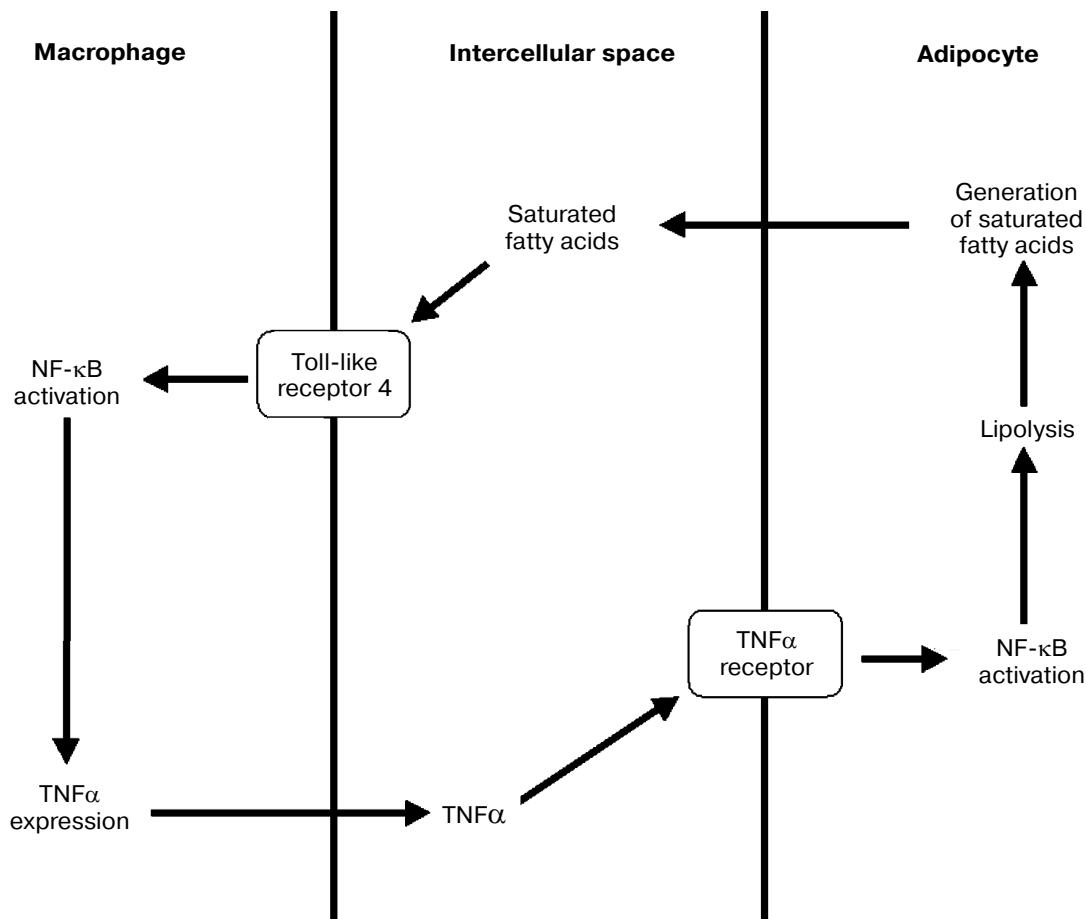 Macrophage
Intercellular space
Adipocyte
Generation
of saturated
fatty acids
Saturated
fatty acids
Toll-like
receptor 4
NF-κB
activation
Lipolysis
TNFα
receptor
NF-κB
activation
TNFα
expression
TNFα